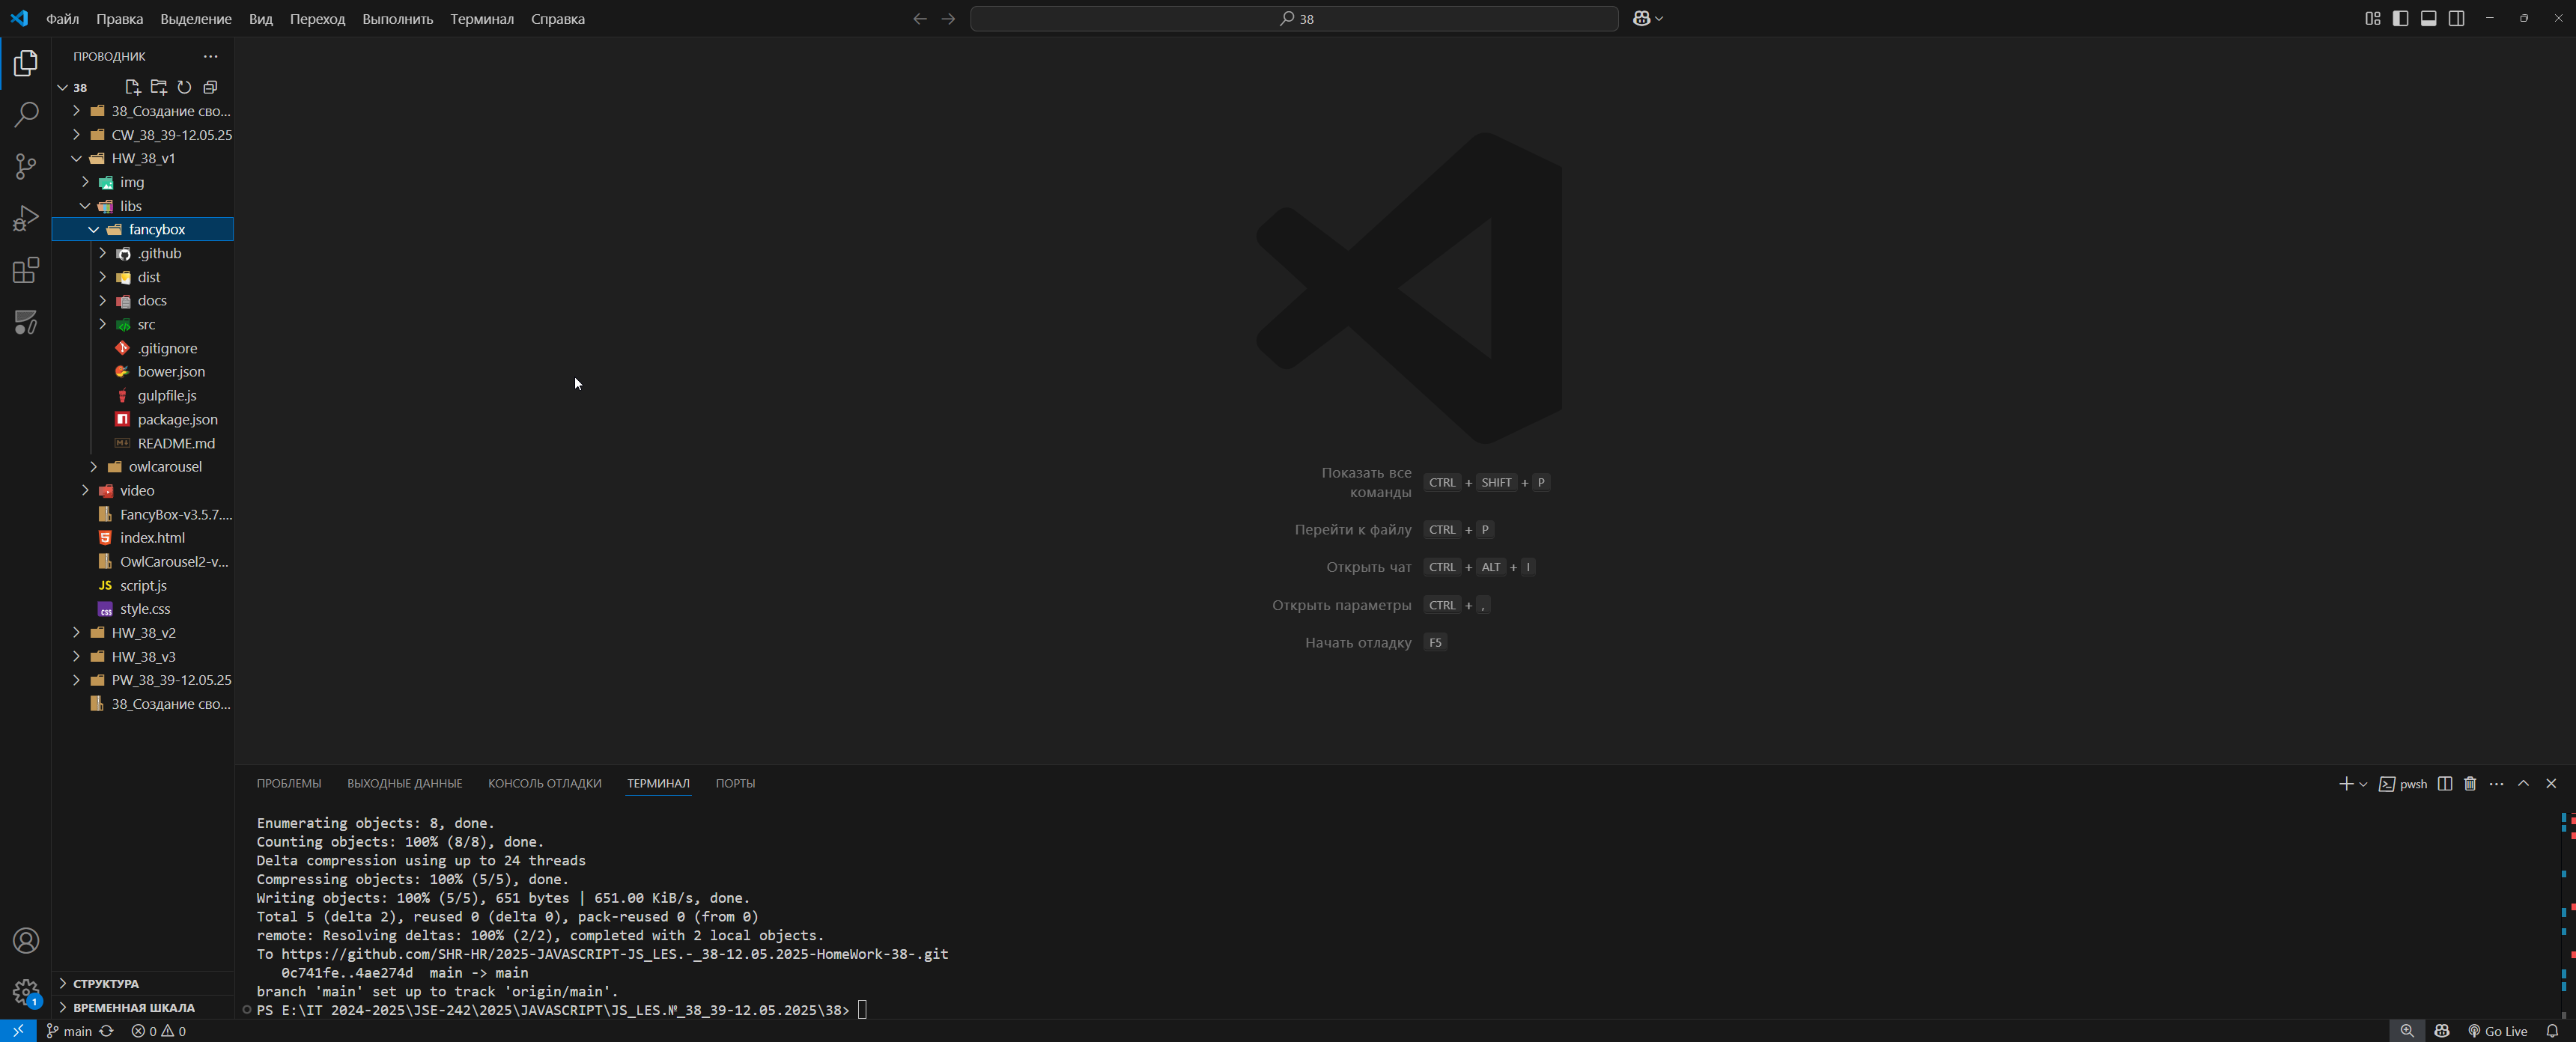 Файл Правка Выделение Вид Переход Выполнить Терминал Справка
38
ПРОВОДНИК
38
38_Создание сво...
CW_38_39-12.05.25
HW_38_v1
img
libs
fancybox
.github
dist
docs
src
.gitignore
bower.json
gulpfile.js
package.json
README.md
owlcarousel
video
FancyBox-v3.5.7....
index.html
OwlCarousel2-v...
JS script.js
style.css
HW_38_v2
HW_38_v3
PW_38_39-12.05.25
38_Создание сво...
СТРУКТУРА
ВРЕМЕННАЯ ШКАЛА
Показать все команды CTRL + SHIFT + P
Перейти к файлу CTRL + P
Открыть чат CTRL + ALT + I
Открыть параметры CTRL + ,
Начать отладку F5
ПРОБЛЕМЫ ВЫХОДНЫЕ ДАННЫЕ КОНСОЛЬ ОТЛАДКИ ТЕРМИНАЛ ПОРТЫ
pwsh
Enumerating objects: 8, done.
Counting objects: 100% (8/8), done.
Delta compression using up to 24 threads
Compressing objects: 100% (5/5), done.
Writing objects: 100% (5/5), 651 bytes | 651.00 KiB/s, done.
Total 5 (delta 2), reused 0 (delta 0), pack-reused 0 (from 0)
remote: Resolving deltas: 100% (2/2), completed with 2 local objects.
To https://github.com/SHR-HR/2025-JAVASCRIPT-JS_LES.-_38-12.05.2025-HomeWork-38-.git
0c741fe..4ae274d main -> main
branch 'main' set up to track 'origin/main'.
PS E:\IT 2024-2025\JSE-242\2025\JAVASCRIPT\JS_LES.№_38_39-12.05.2025\38>
1
main 0 0
Go Live